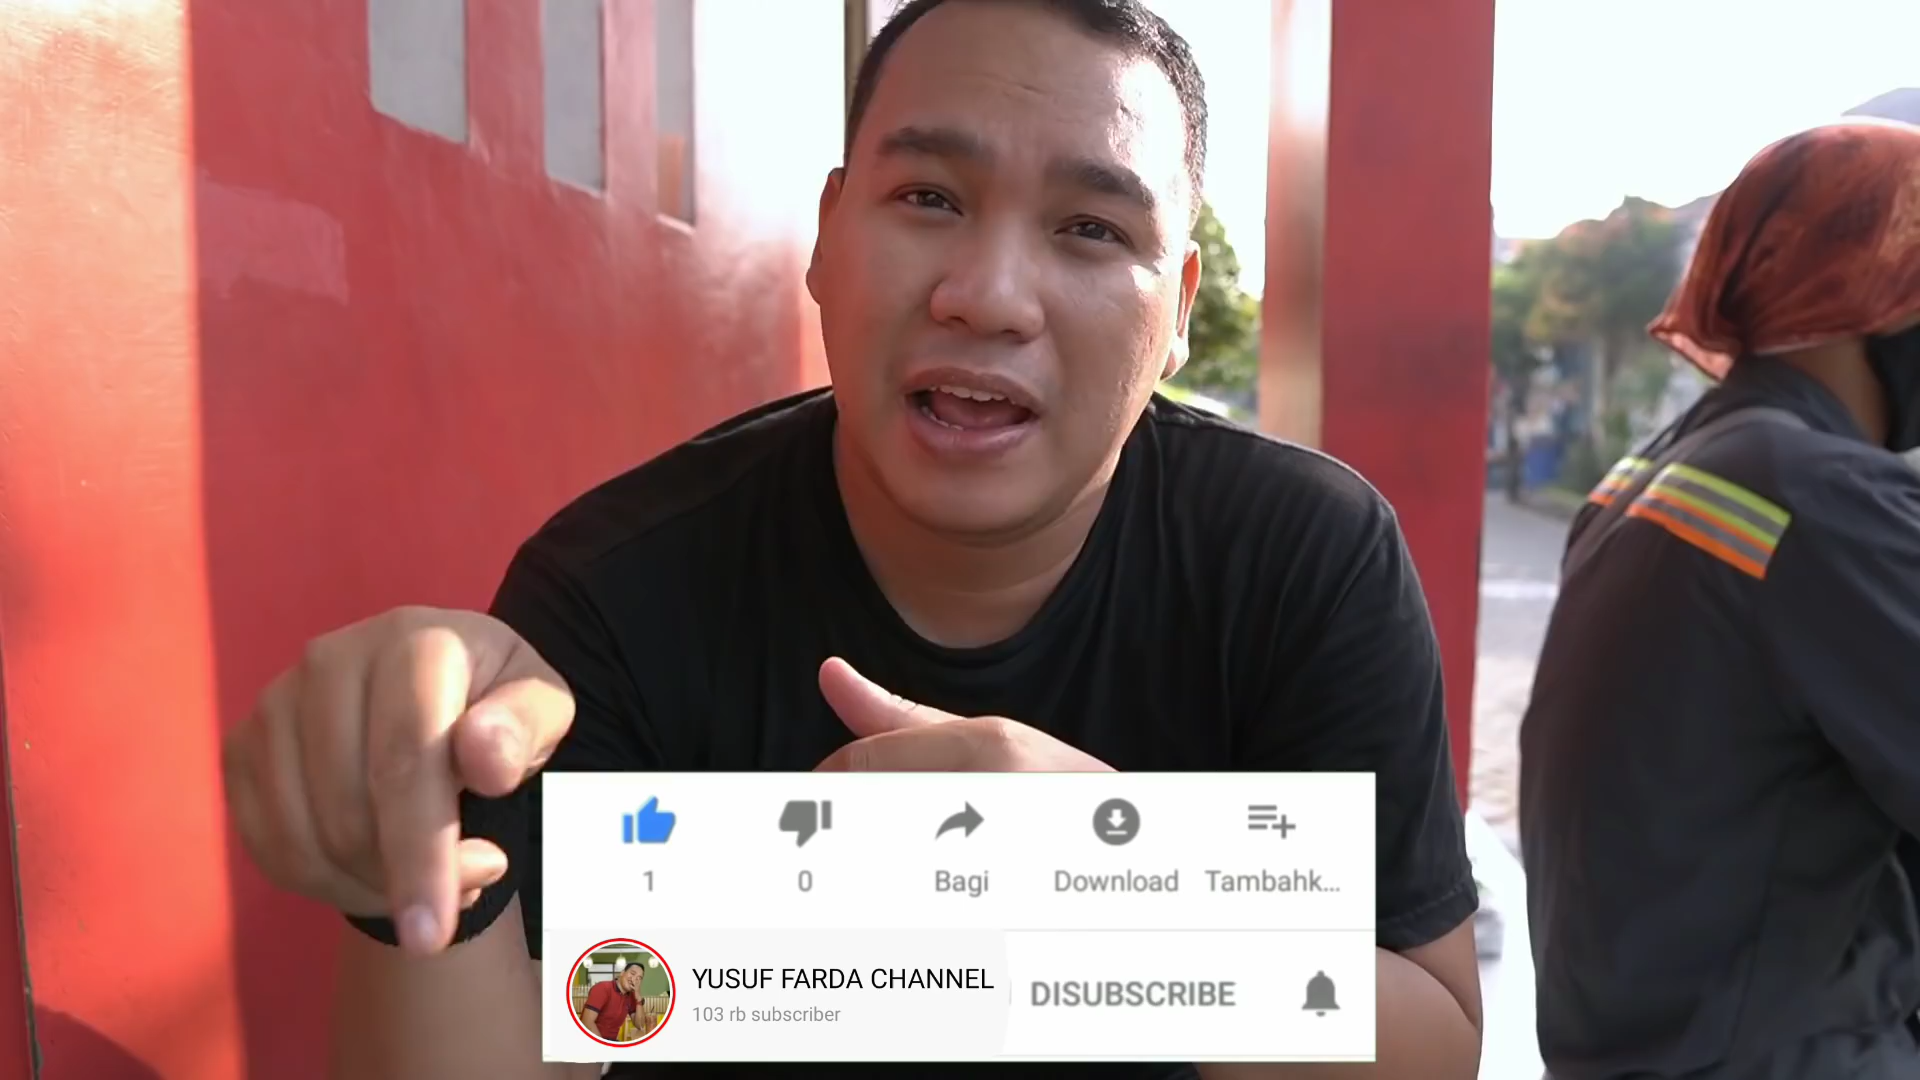 1 0 Bagi Download Tambahk...
YUSUF FARDA CHANNEL
103 rb subscriber
DISUBSCRIBE